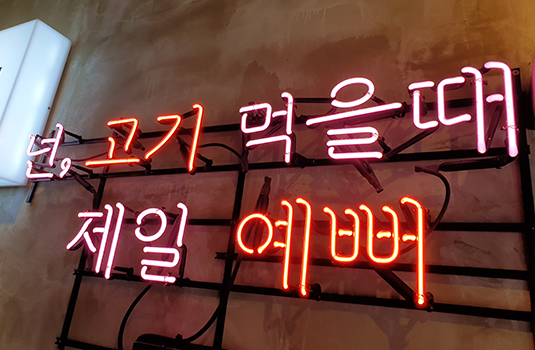 넌, 고기 먹을때
제일 예뻐